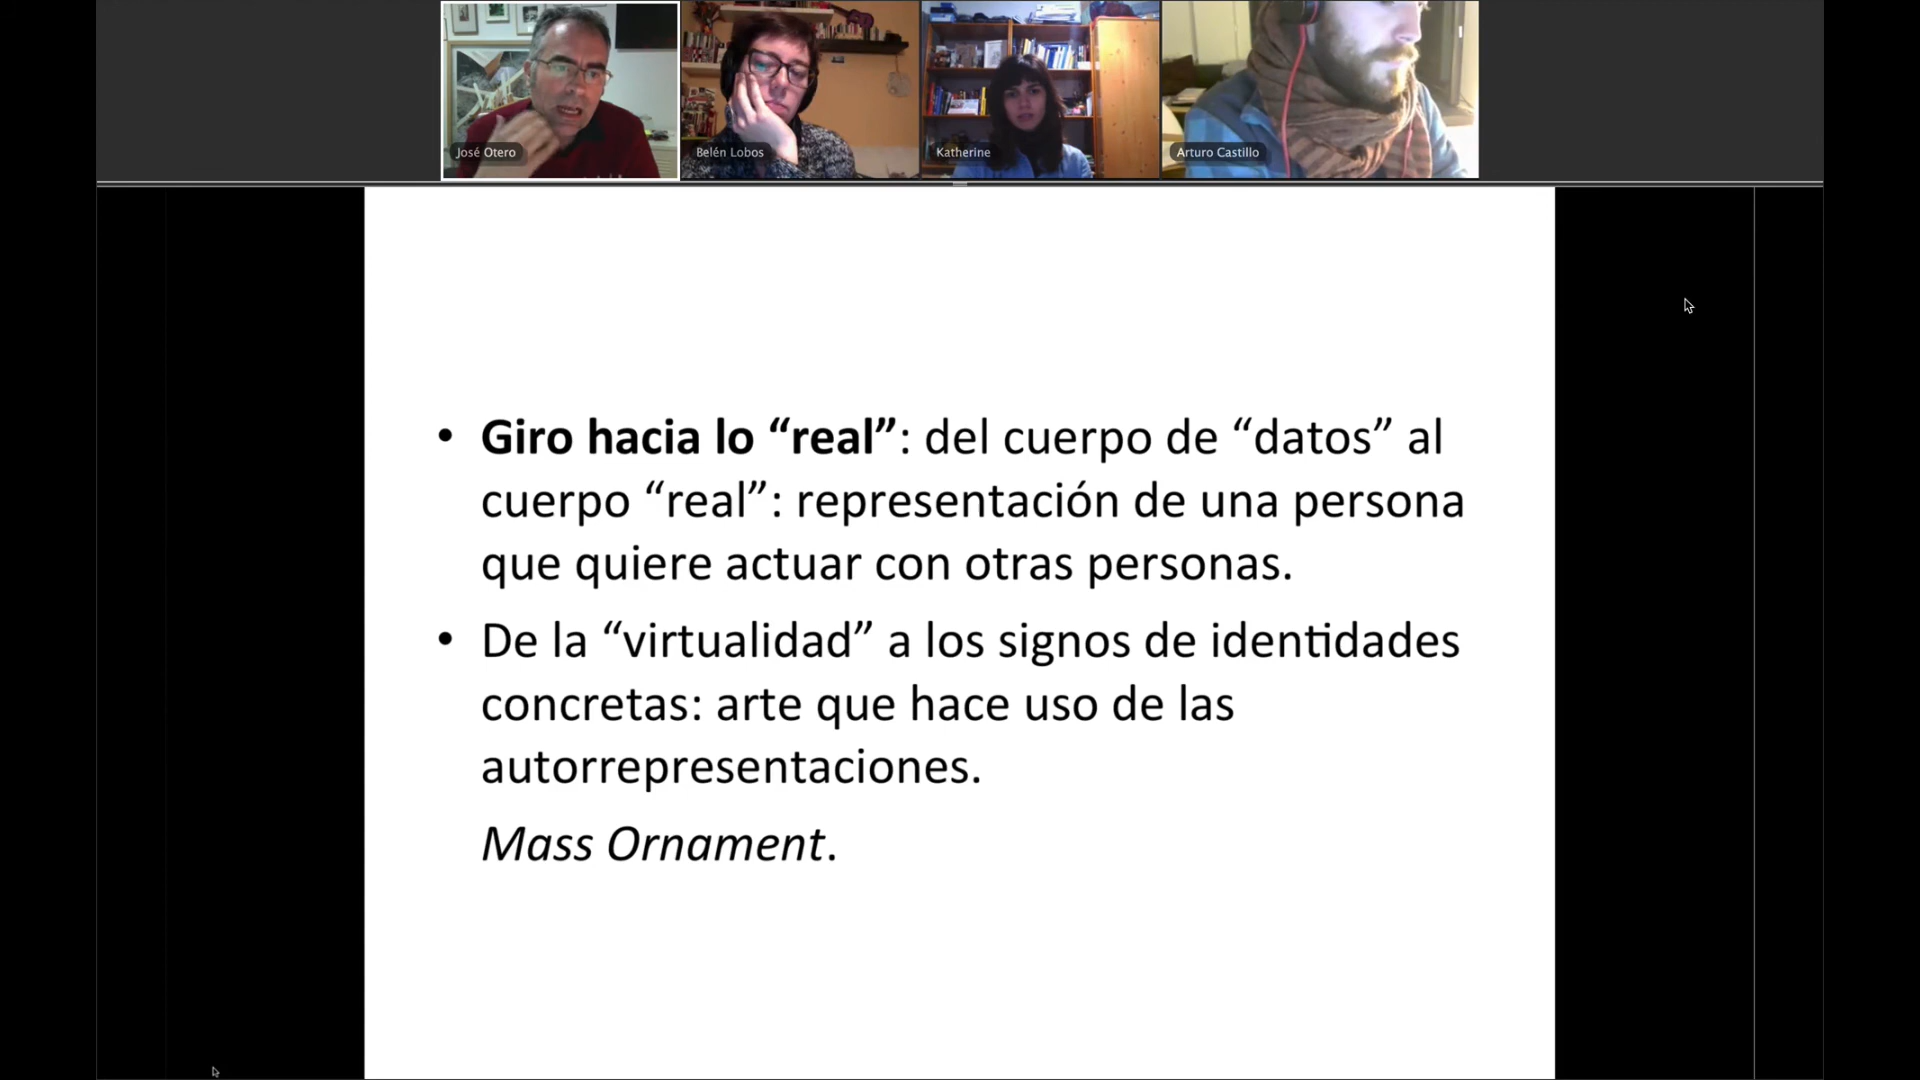 José Otero
Belén Lobos
Katherine
Arturo Castillo
• Giro hacia lo “real”: del cuerpo de “datos” al
cuerpo “real”: representación de una persona
que quiere actuar con otras personas.
• De la “virtualidad” a los signos de identidades
concretas: arte que hace uso de las
autorrepresentaciones.
Mass Ornament.